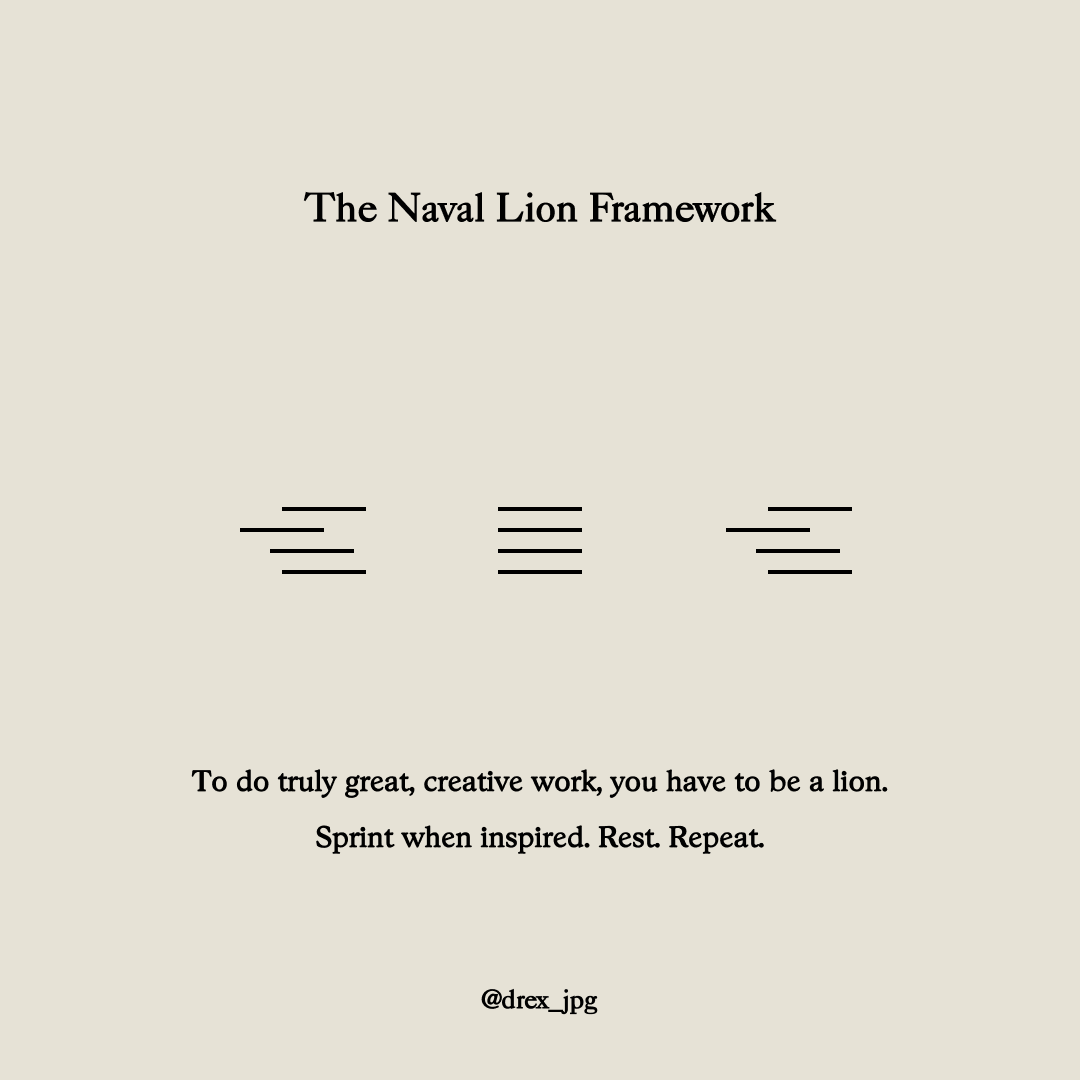 The Naval Lion Framework
To do truly great, creative work, you have to be a lion.
Sprint when inspired. Rest. Repeat.
@drex_jpg